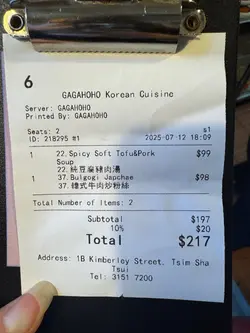 6
GAGAHOHO Korean Cuisine
Server: GAGAHOHO
Printed By: GAGAHOHO
Seats: 2 s1
ID: 218295 #1 2025-07-12 18:09
1 22. Spicy Soft Tofu&Pork $99
Soup
22. 純豆腐豬肉湯
1 37. Bulgogi Japchae $98
37. 韓式牛肉炒粉絲
Total Number of Items: 2
Subtotal $197
10% $20
Total $217
Address: 1B Kimberley Street, Tsim Sha
Tsui
Tel: 3151 7200